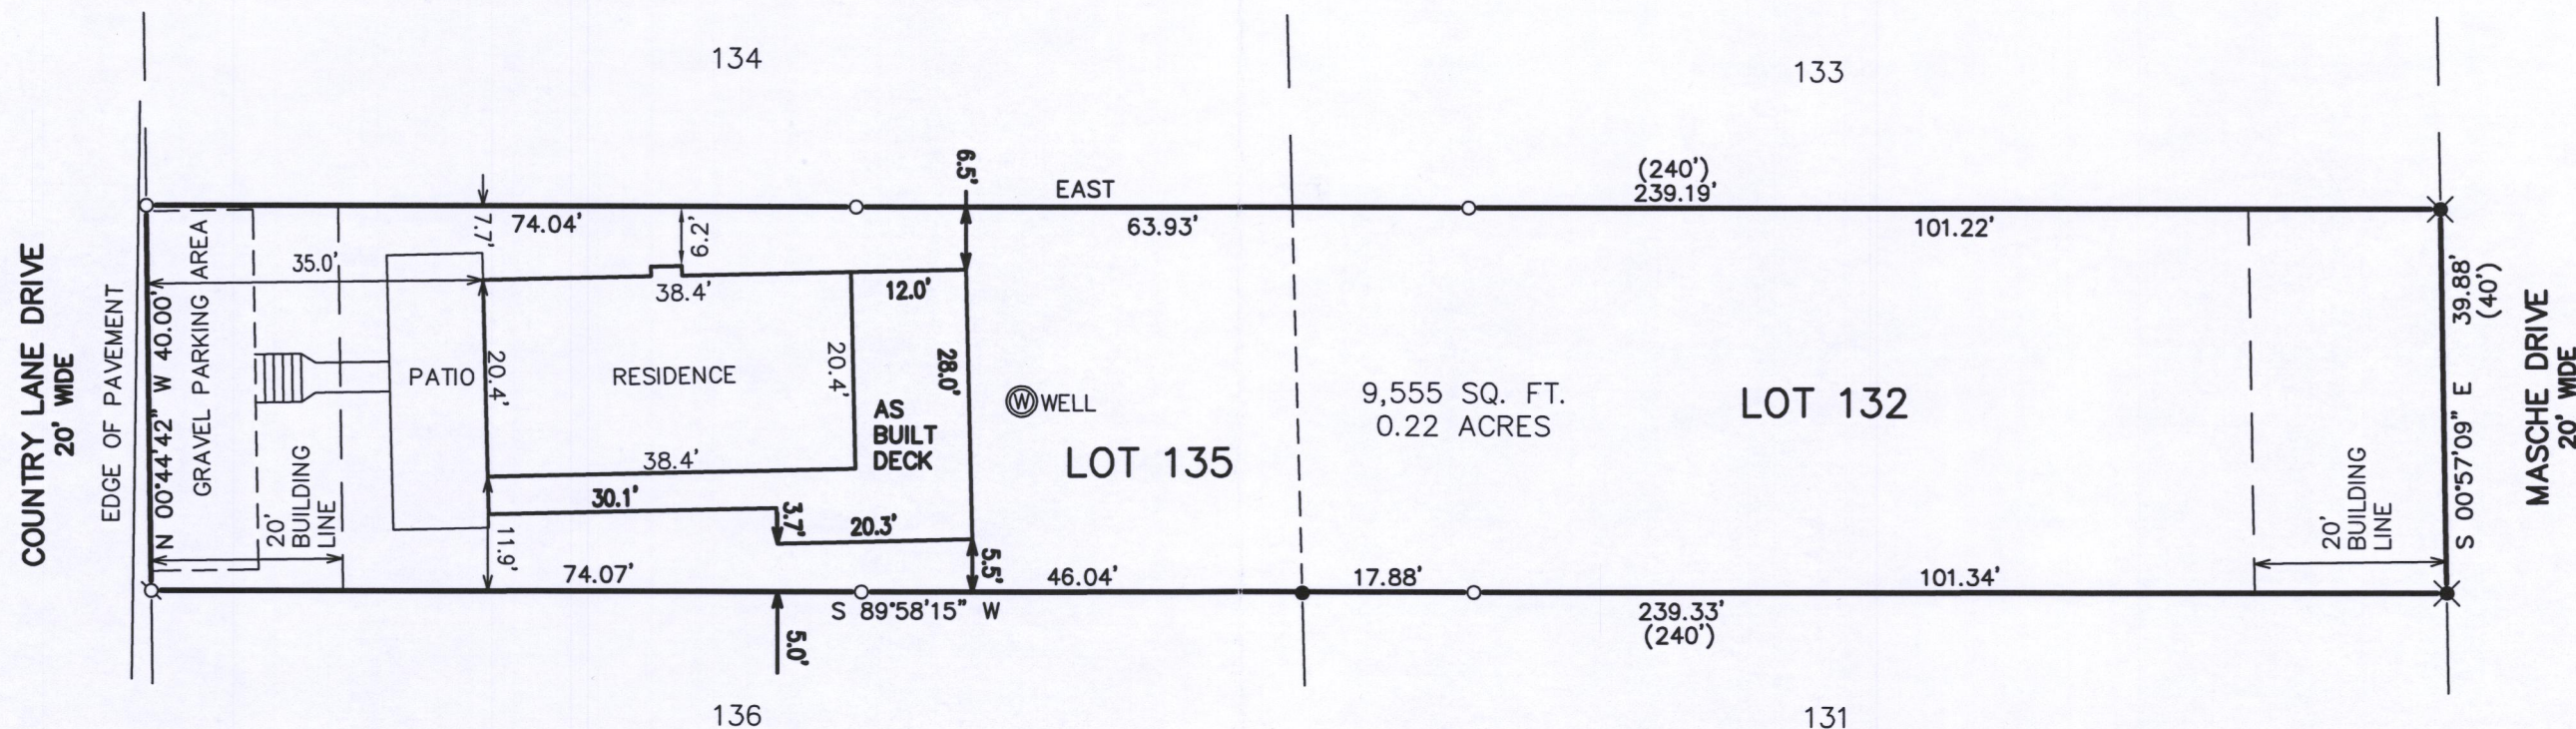 134
133
COUNTRY LANE DRIVE
20' WIDE
EDGE OF PAVEMENT
N 00°44'42" W 40.00'
GRAVEL PARKING AREA
35.0'
20'
BUILDING
LINE
7.7'
74.04'
6.2'
6.5'
EAST
63.93'
(240')
239.19'
101.22'
38.4'
12.0'
PATIO
20.4'
RESIDENCE
20.4'
28.0'
AS
BUILT
DECK
W
WELL
LOT 135
9,555 SQ. FT.
0.22 ACRES
LOT 132
39.88'
(40')
S 00°57'09" E
MASCHE DRIVE
20' WIDE
20'
BUILDING
LINE
38.4'
30.1'
3.7'
20.3'
11.9'
5.5'
74.07'
46.04'
17.88'
101.34'
S 89°58'15" W
239.33'
(240')
5.0'
136
131